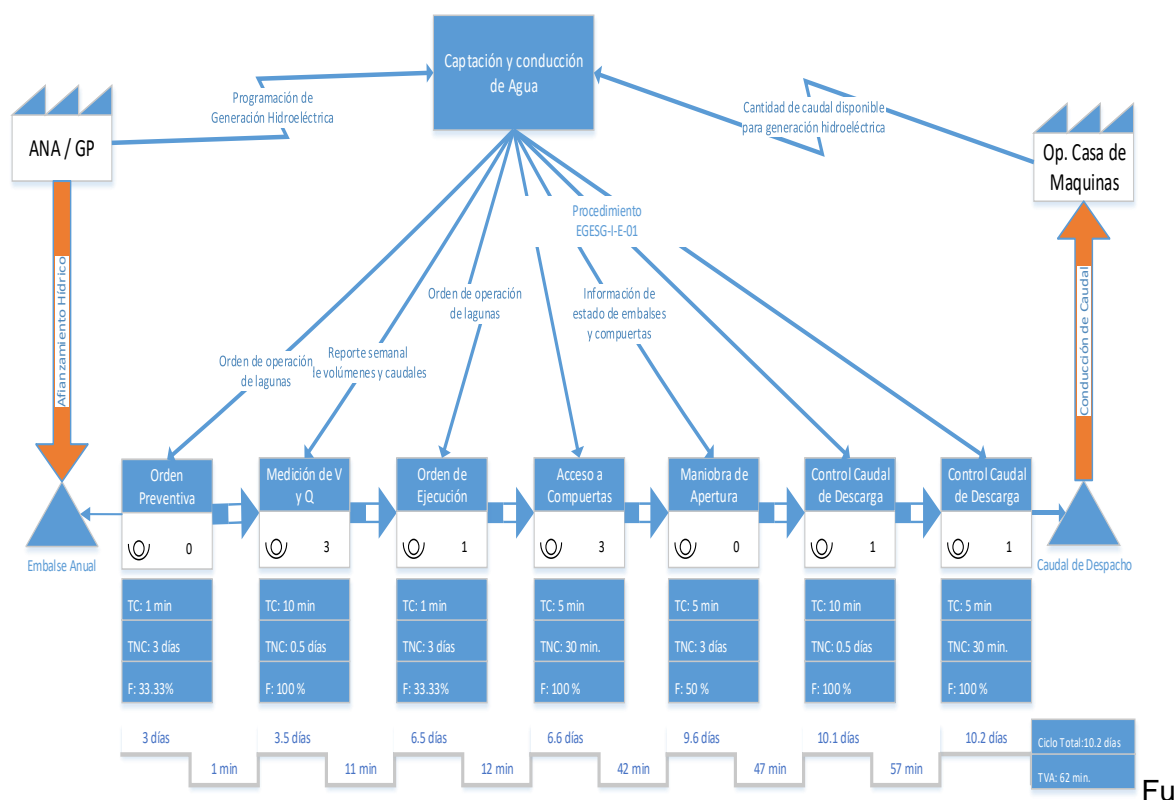 Captación y conducción
de Agua
Programación de
Generación Hidroeléctrica
Cantidad de caudal disponible
para generación hidroeléctrica
ANA / GP
Op. Casa de
Maquinas
Afianzamiento Hídrico
Conducción de Caudal
Procedimiento
EGESG-I-E-01
Orden de operación
de lagunas
Reporte semanal
de volúmenes y caudales
Orden de operación
de lagunas
Información de
estado de embalses
y compuertas
Embalse Anual
Caudal de Despacho
Orden
Preventiva
0
TC: 1 min
TNC: 3 días
F: 33.33%
Medición de V
y Q
3
TC: 10 min
TNC: 0.5 días
F: 100 %
Orden de
Ejecución
1
TC: 1 min
TNC: 3 días
F: 33.33%
Acceso a
Compuertas
3
TC: 5 min
TNC: 30 min.
F: 100 %
Maniobra de
Apertura
0
TC: 5 min
TNC: 3 días
F: 50 %
Control Caudal
de Descarga
1
TC: 10 min
TNC: 0.5 días
F: 100 %
Control Caudal
de Descarga
1
TC: 5 min
TNC: 30 min.
F: 100 %
3 días
3.5 días
6.5 días
6.6 días
9.6 días
10.1 días
10.2 días
1 min
11 min
12 min
42 min
47 min
57 min
Ciclo Total:10.2 días
TVA: 62 min.
Fu